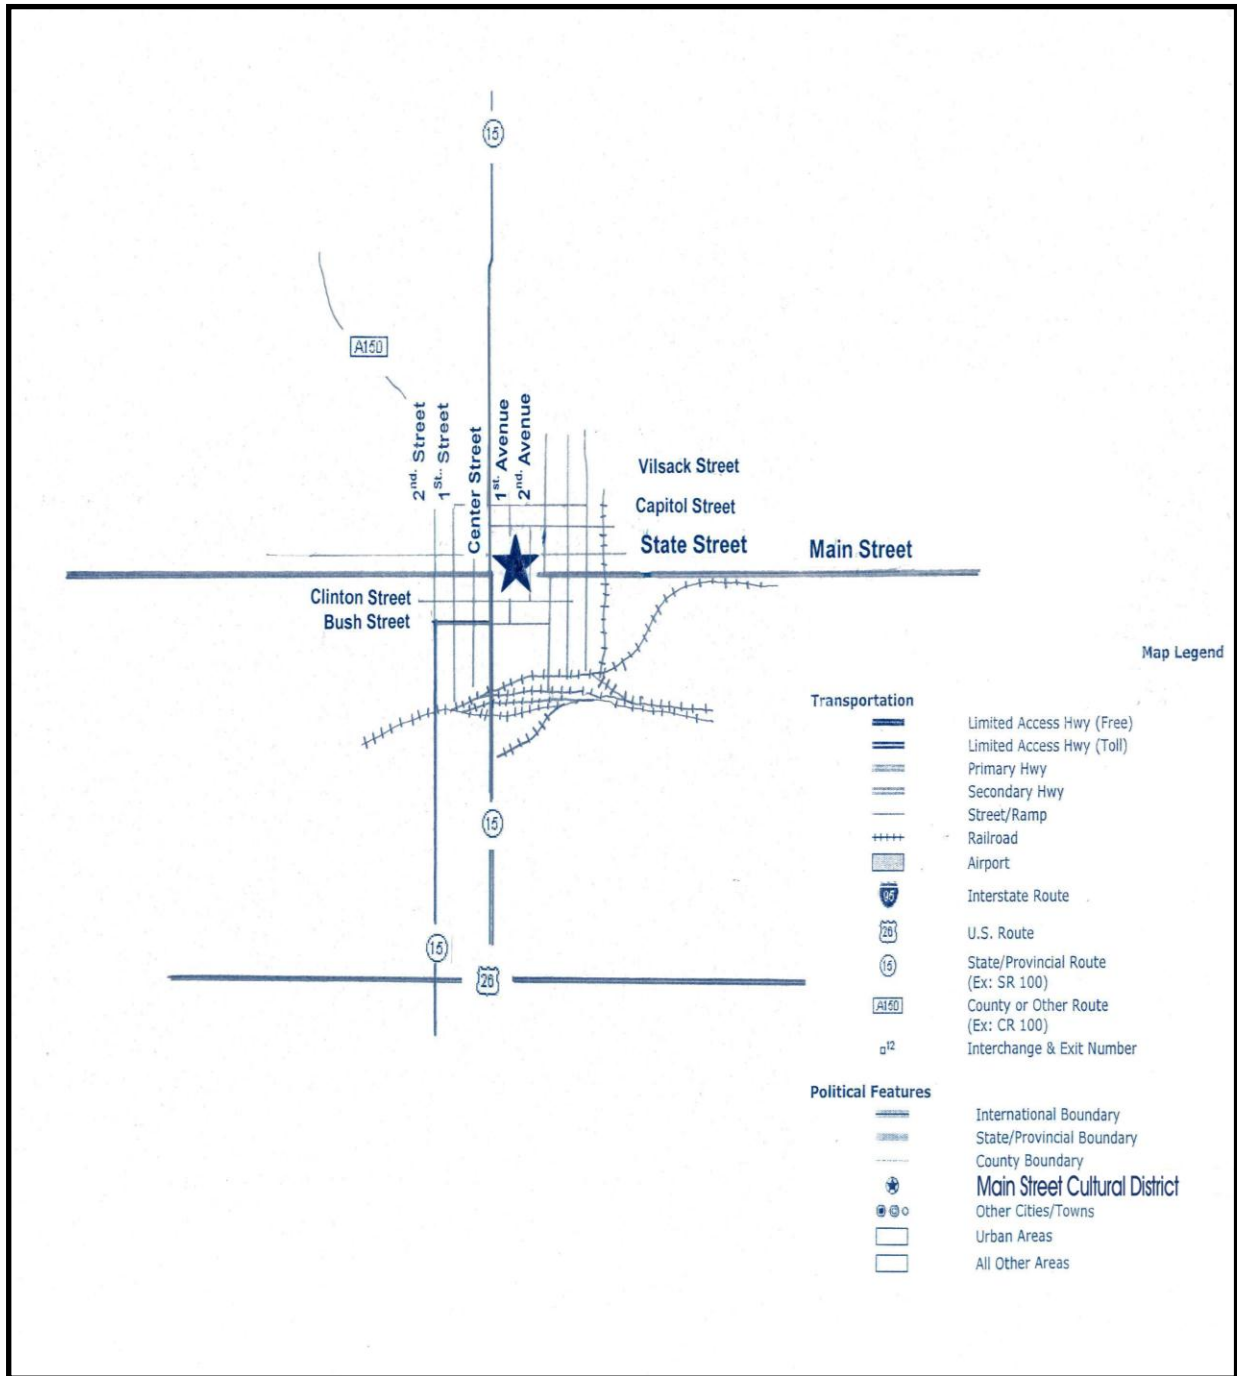 15
A150
2nd. Street
1St.. Street
Center Street
1st. Avenue
2nd. Avenue
Vilsack Street
Capitol Street
State Street
Main Street
Clinton Street
Bush Street
15
15
26
Map Legend
Transportation
Limited Access Hwy (Free)
Limited Access Hwy (Toll)
Primary Hwy
Secondary Hwy
Street/Ramp
Railroad
Airport
95 Interstate Route
26 U.S. Route
15 State/Provincial Route
(Ex: SR 100)
A150 County or Other Route
(Ex: CR 100)
12 Interchange & Exit Number
Political Features
International Boundary
State/Provincial Boundary
County Boundary
Main Street Cultural District
Other Cities/Towns
Urban Areas
All Other Areas